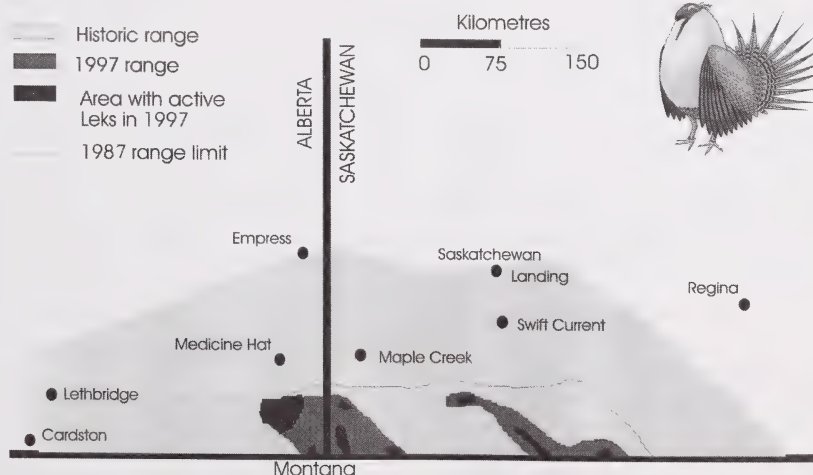 Historic range
1997 range
Area with active
Leks in 1997
1987 range limit
ALBERTA
SASKATCHEWAN
Kilometres
0 75 150
Empress
Saskatchewan
Landing
Regina
Swift Current
Medicine Hat
Maple Creek
Lethbridge
Cardston
Montana